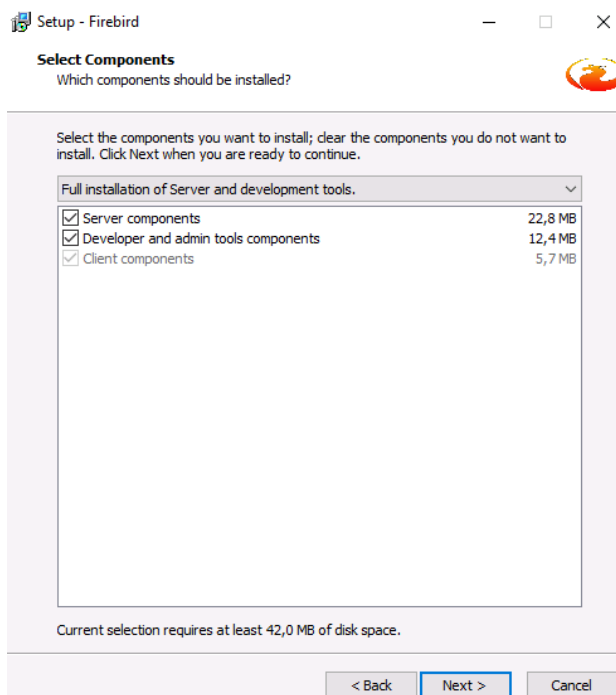 Setup - Firebird
Select Components
Which components should be installed?
Select the components you want to install; clear the components you do not want to
install. Click Next when you are ready to continue.
Full installation of Server and development tools.
Server components 22,8 MB
Developer and admin tools components 12,4 MB
Client components 5,7 MB
Current selection requires at least 42,0 MB of disk space.
< Back Next > Cancel